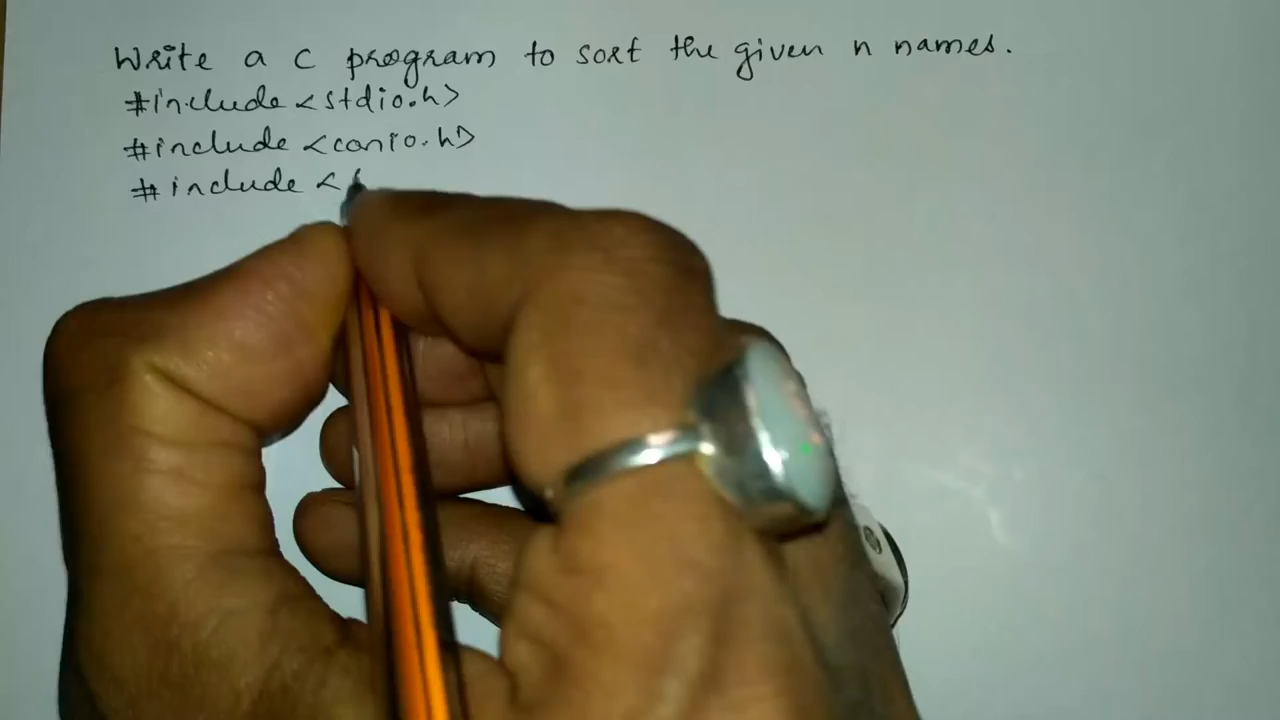 Write a C program to sort the given n names.
#include <stdio.h>
#include <conio.h>
#include <